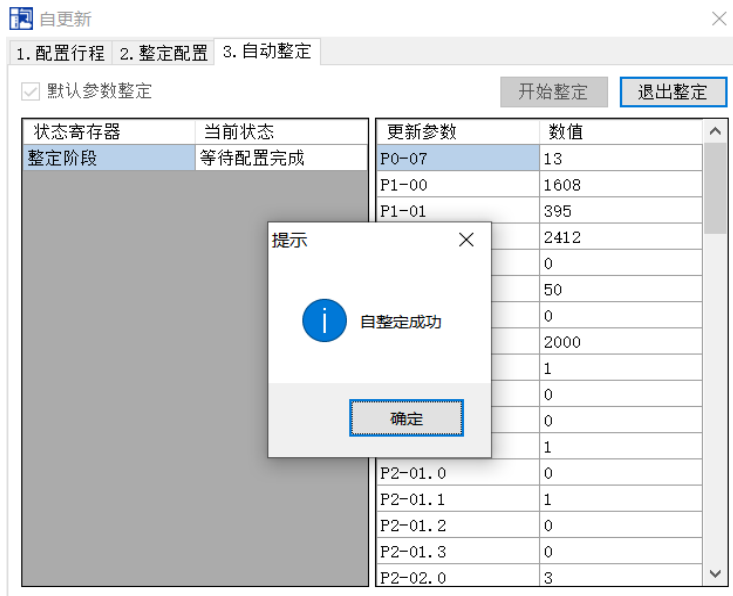 自更新
1. 配置行程 2. 整定配置 3. 自动整定
默认参数整定 开始整定 退出整定
状态寄存器 当前状态 更新参数 数值
整定阶段 等待配置完成 P0-07 13
P1-00 1608
P1-01 395
提示 2412
0
50
自整定成功 0
2000
1
0
确定 0
1
P2-01.0 0
P2-01.1 1
P2-01.2 0
P2-01.3 0
P2-02.0 3